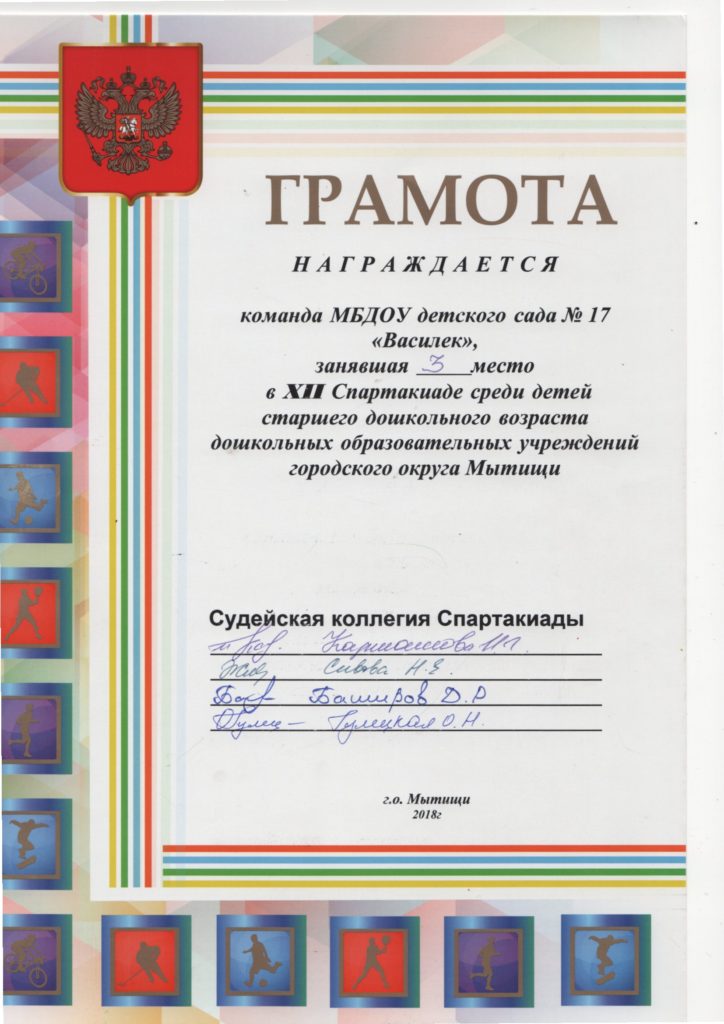 ГРАМОТА
НАГРАЖДАЕТСЯ
команда МБДОУ детского сада № 17
«Василек»,
занявшая 3 место
в XII Спартакиаде среди детей
старшего дошкольного возраста
дошкольных образовательных учреждений
городского округа Мытищи
Судейская коллегия Спартакиады
Н.Э.
Баширов Д.Р
О.Н.
г.о. Мытищи
2018г